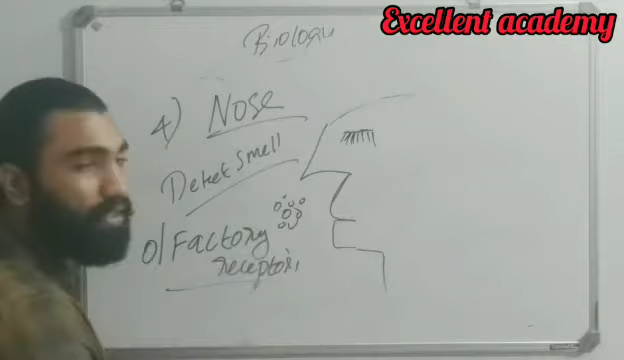 Excellent academy
Biology
4) Nose
Detect smell
Olfactory
receptors